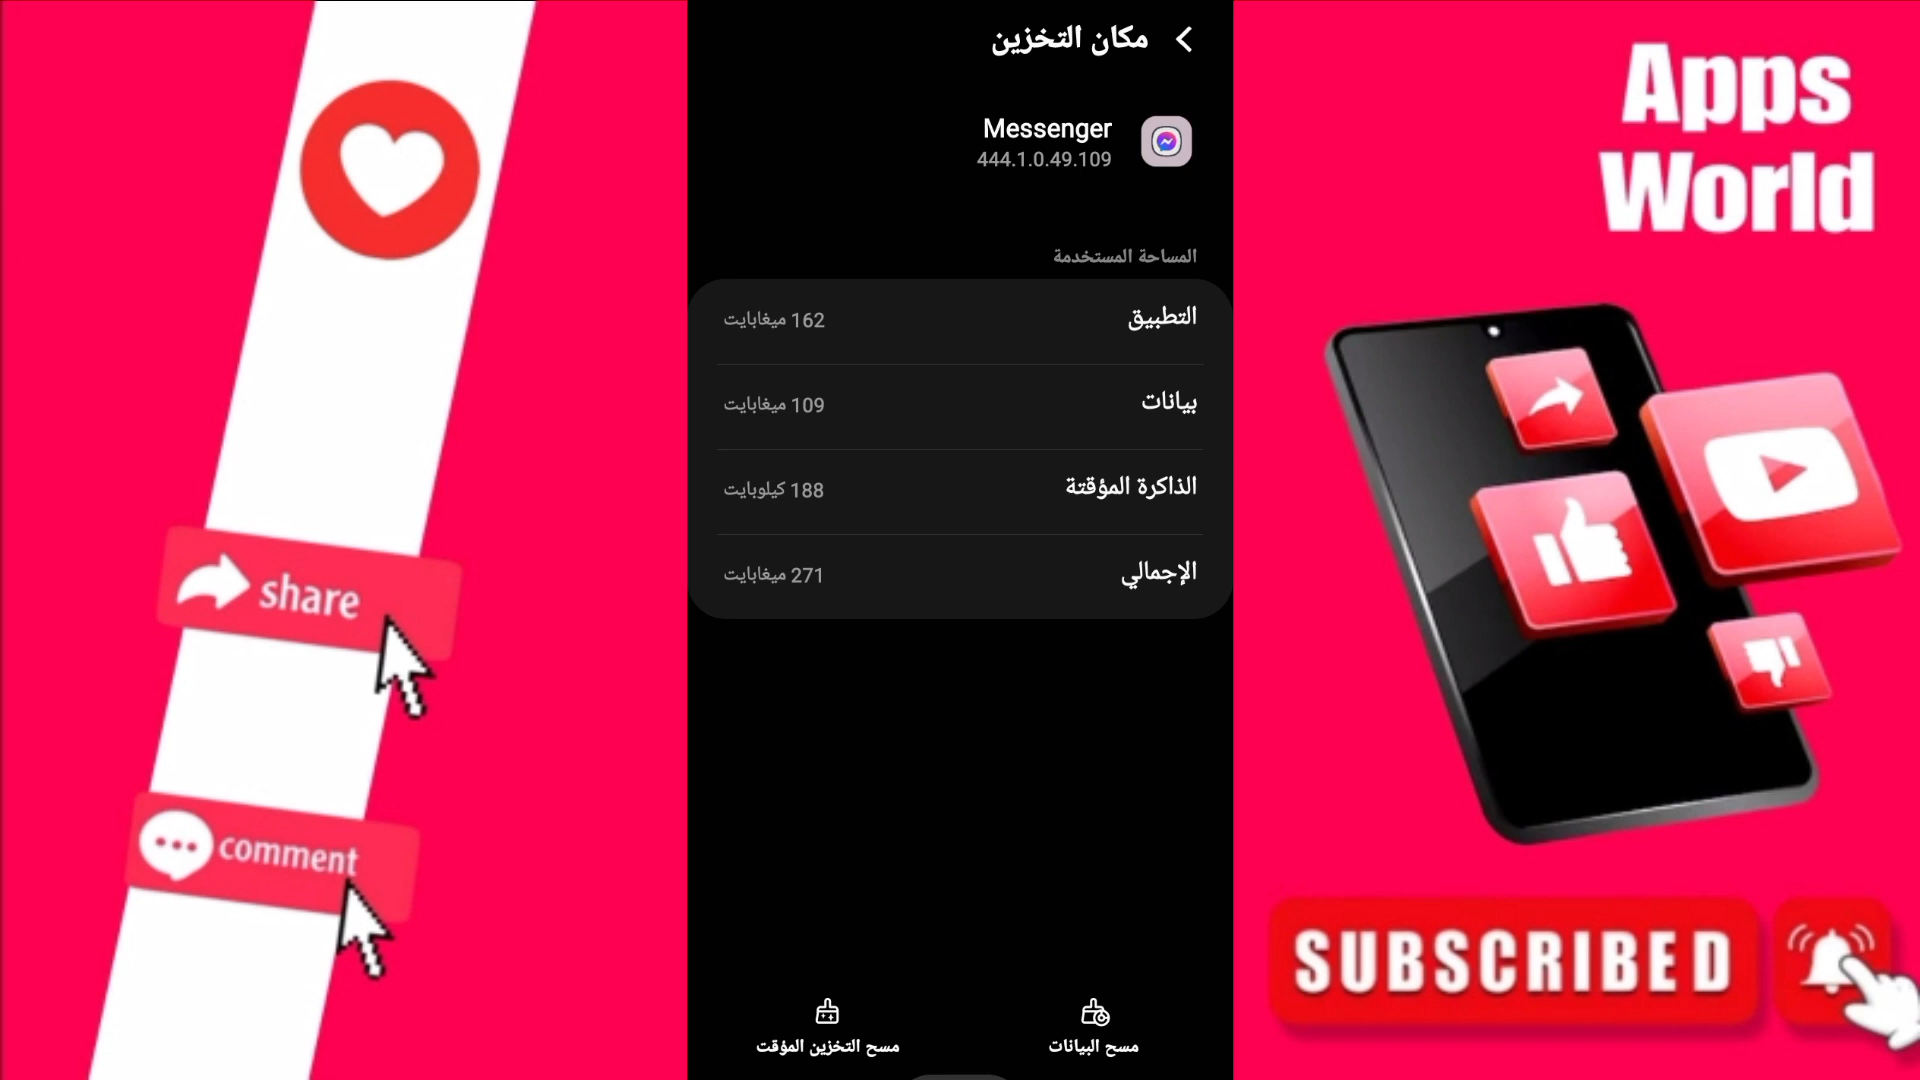 مكان التخزين
Messenger
444.1.0.49.109
المساحة المستخدمة
التطبيق
162 ميغابايت
بيانات
109 ميغابايت
الذاكرة المؤقتة
188 كيلوبايت
الإجمالي
271 ميغابايت
مسح البيانات
مسح التخزين المؤقت
share
comment
Apps
World
SUBSCRIBED